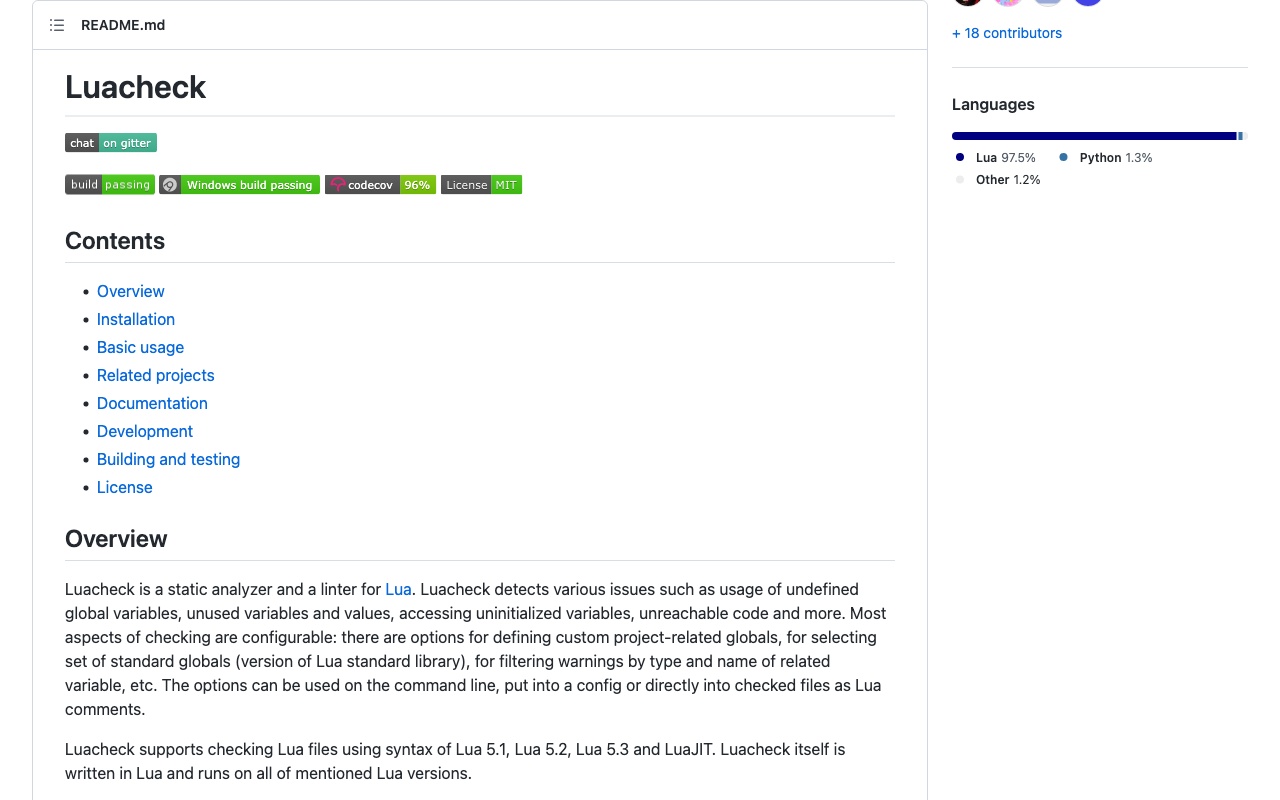 README.md
Luacheck
chat on gitter
build passing Windows build passing codecov 96% License MIT
Contents
Overview
Installation
Basic usage
Related projects
Documentation
Development
Building and testing
License
Overview
Luacheck is a static analyzer and a linter for Lua. Luacheck detects various issues such as usage of undefined
global variables, unused variables and values, accessing uninitialized variables, unreachable code and more. Most
aspects of checking are configurable: there are options for defining custom project-related globals, for selecting
set of standard globals (version of Lua standard library), for filtering warnings by type and name of related
variable, etc. The options can be used on the command line, put into a config or directly into checked files as Lua
comments.
Luacheck supports checking Lua files using syntax of Lua 5.1, Lua 5.2, Lua 5.3 and LuaJIT. Luacheck itself is
written in Lua and runs on all of mentioned Lua versions.
+ 18 contributors
Languages
Lua 97.5% Python 1.3%
Other 1.2%